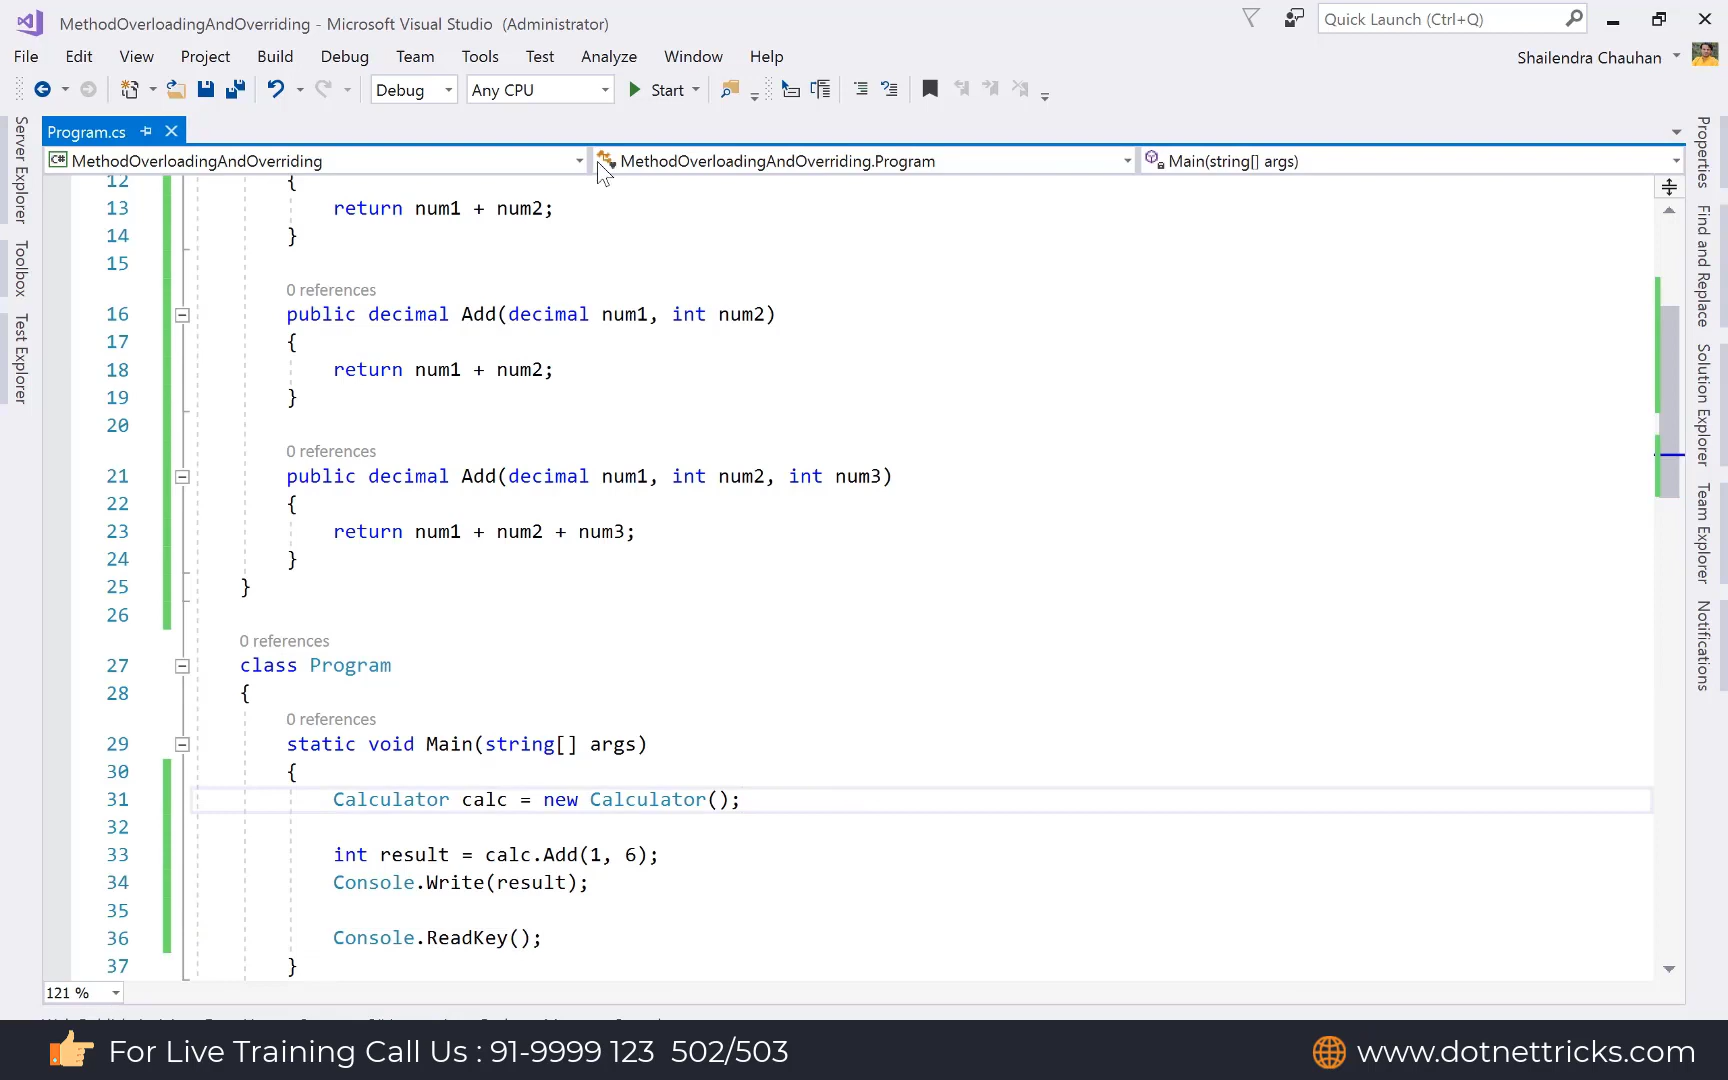 MethodOverloadingAndOverriding - Microsoft Visual Studio (Administrator)
Quick Launch (Ctrl+Q)
File Edit View Project Build Debug Team Tools Test Analyze Window Help
Shailendra Chauhan
Debug Any CPU Start
Program.cs
C# MethodOverloadingAndOverriding MethodOverloadingAndOverriding.Program Main(string[] args)
Server Explorer
Toolbox
Test Explorer
12 {
13 return num1 + num2;
14 }
15
0 references
16 public decimal Add(decimal num1, int num2)
17 {
18 return num1 + num2;
19 }
20
0 references
21 public decimal Add(decimal num1, int num2, int num3)
22 {
23 return num1 + num2 + num3;
24 }
25 }
26
0 references
27 class Program
28 {
0 references
29 static void Main(string[] args)
30 {
31 Calculator calc = new Calculator();
32
33 int result = calc.Add(1, 6);
34 Console.Write(result);
35
36 Console.ReadKey();
37 }
Properties
Find and Replace
Solution Explorer
Team Explorer
Notifications
121 %
For Live Training Call Us : 91-9999 123 502/503
www.dotnettricks.com